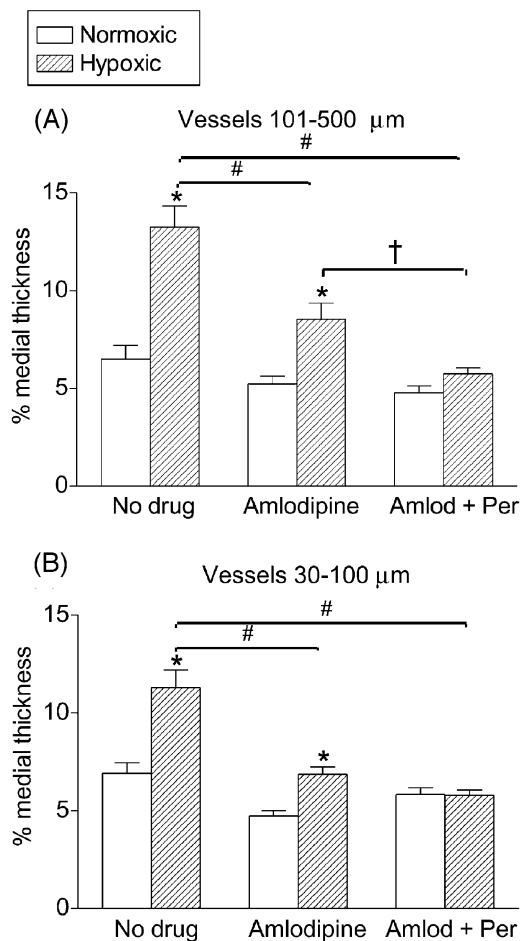 Normoxic
Hypoxic
(A)
Vessels 101-500 μm
#
#
*
†
*
15
10
5
0
% medial thickness
No drug Amlodipine Amlod + Per
(B)
Vessels 30-100 μm
#
#
*
*
15
10
5
0
% medial thickness
No drug Amlodipine Amlod + Per